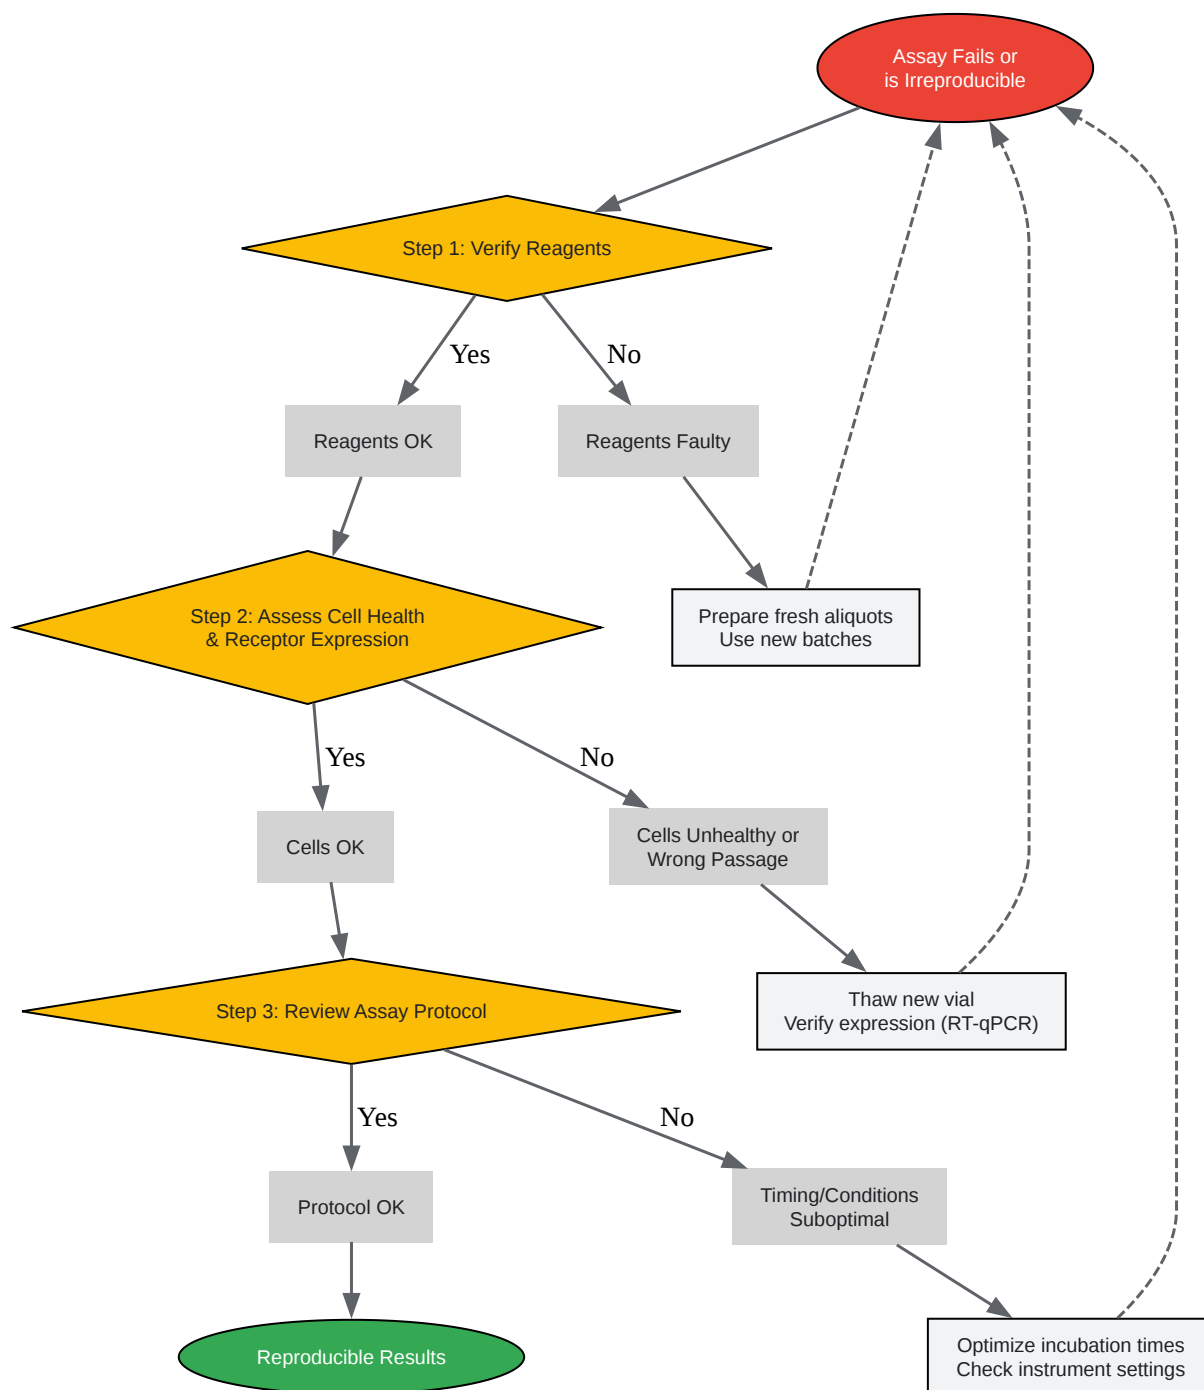 Assay Fails or
is Irreproducible
Step 1: Verify Reagents
Yes
No
Reagents OK
Reagents Faulty
Step 2: Assess Cell Health
& Receptor Expression
Prepare fresh aliquots
Use new batches
Yes
No
Cells OK
Cells Unhealthy or
Wrong Passage
Step 3: Review Assay Protocol
Thaw new vial
Verify expression (RT-qPCR)
Yes
No
Protocol OK
Timing/Conditions
Suboptimal
Reproducible Results
Optimize incubation times
Check instrument settings